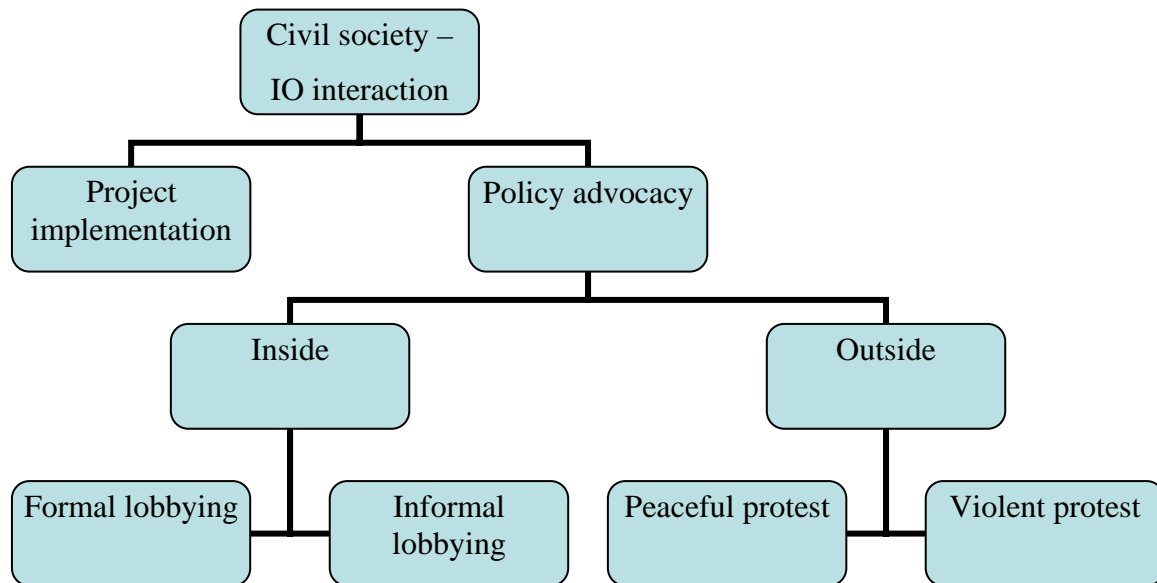 Civil society –
IO interaction
Project
implementation
Policy advocacy
Inside
Outside
Formal lobbying
Informal
lobbying
Peaceful protest
Violent protest